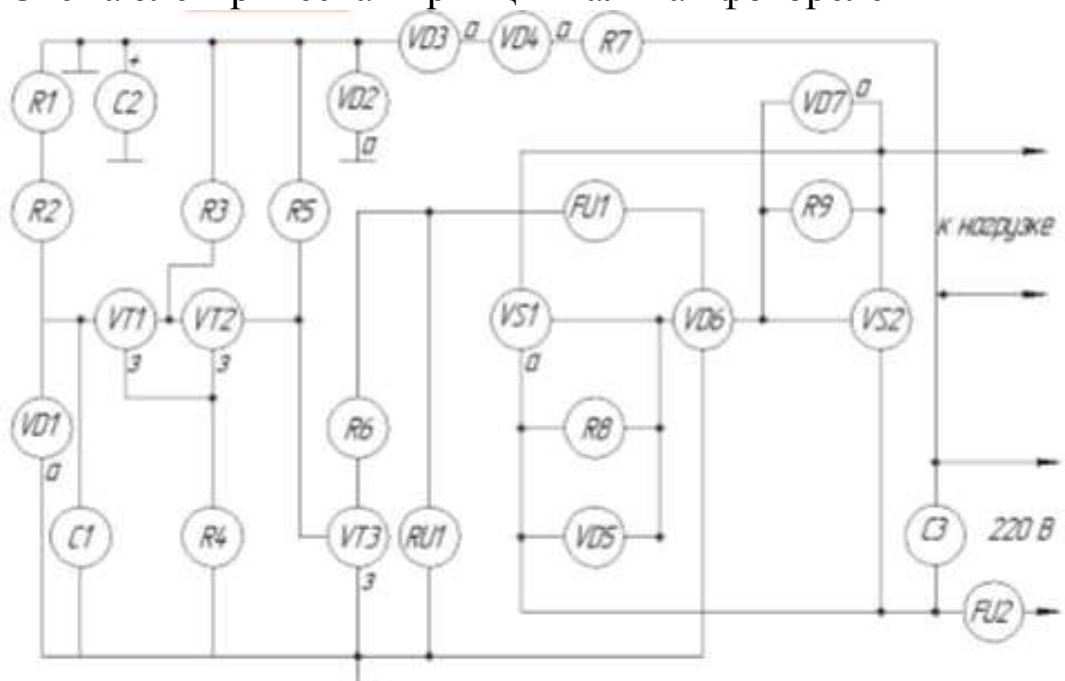 VD3 а VD4 а R7
+
R1 C2 VD2 VD7 а
а
R2 R3 R5 FU1 R9 к нагрузке
VT1 VT2 VS1 VD6 VS2
э э а
VD1 R6 R8
а
C1 R4 VT3 RU1 VD5 C3 220 В
э
FU2